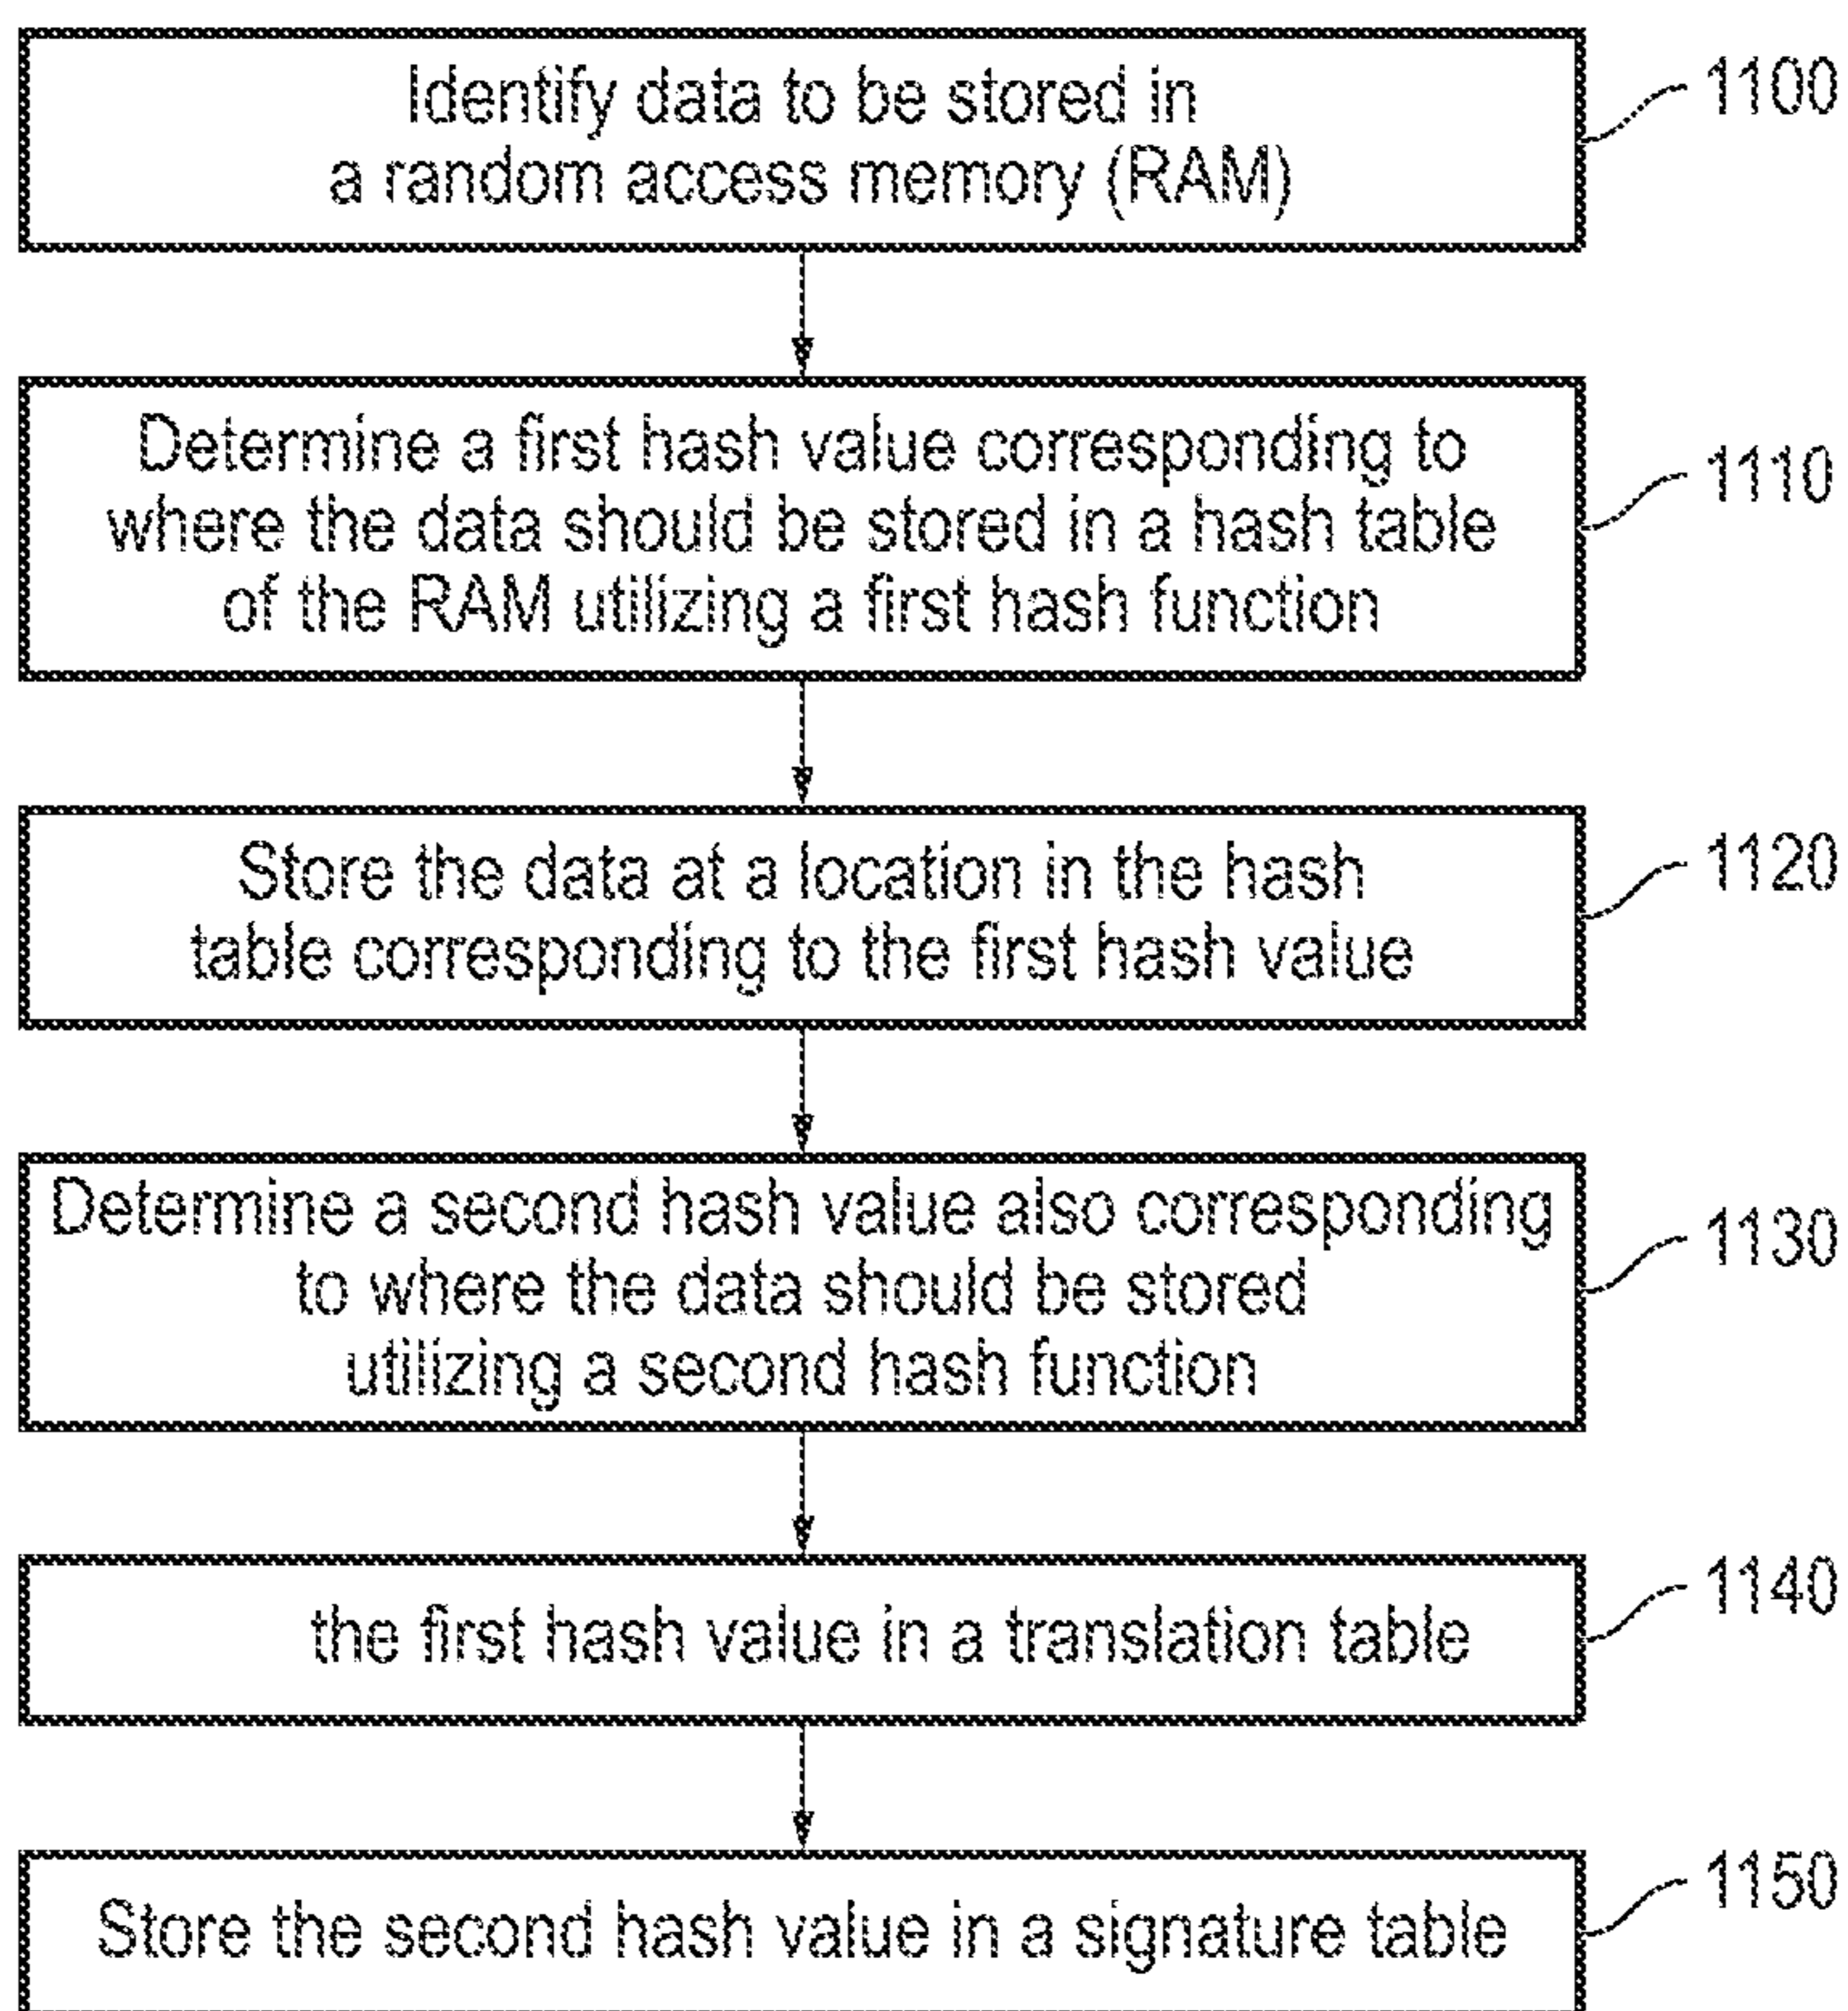 Identify data to be stored in
a random access memory (RAM)
1100
Determine a first hash value corresponding to
where the data should be stored in a hash table
of the RAM utilizing a first hash function
1110
Store the data at a location in the hash
table corresponding to the first hash value
1120
Determine a second hash value also corresponding
to where the data should be stored
utilizing a second hash function
1130
the first hash value in a translation table
1140
Store the second hash value in a signature table
1150